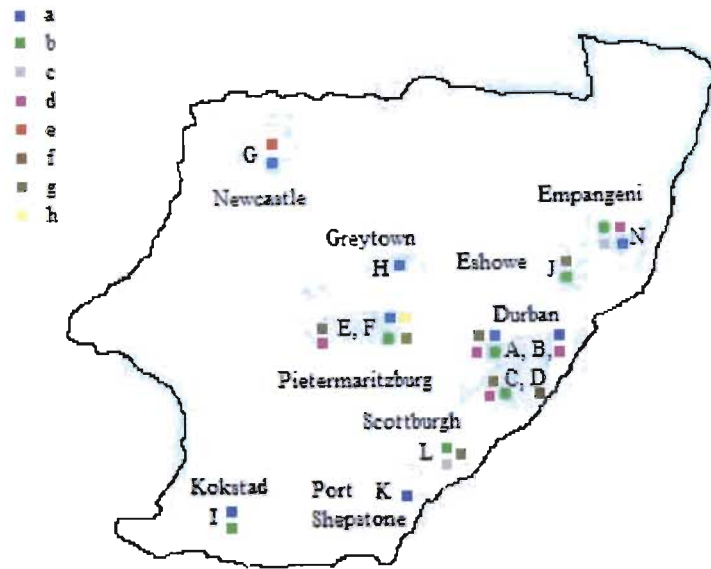 a
b
c
d
e
f
g
h
G
Newcastle
Empangeni
N
Greytown
H
Eshowe
J
Durban
E, F
A, B,
C, D
Pietermaritzburg
Scottburgh
L
Kokstad
I
Port K
Shepstone